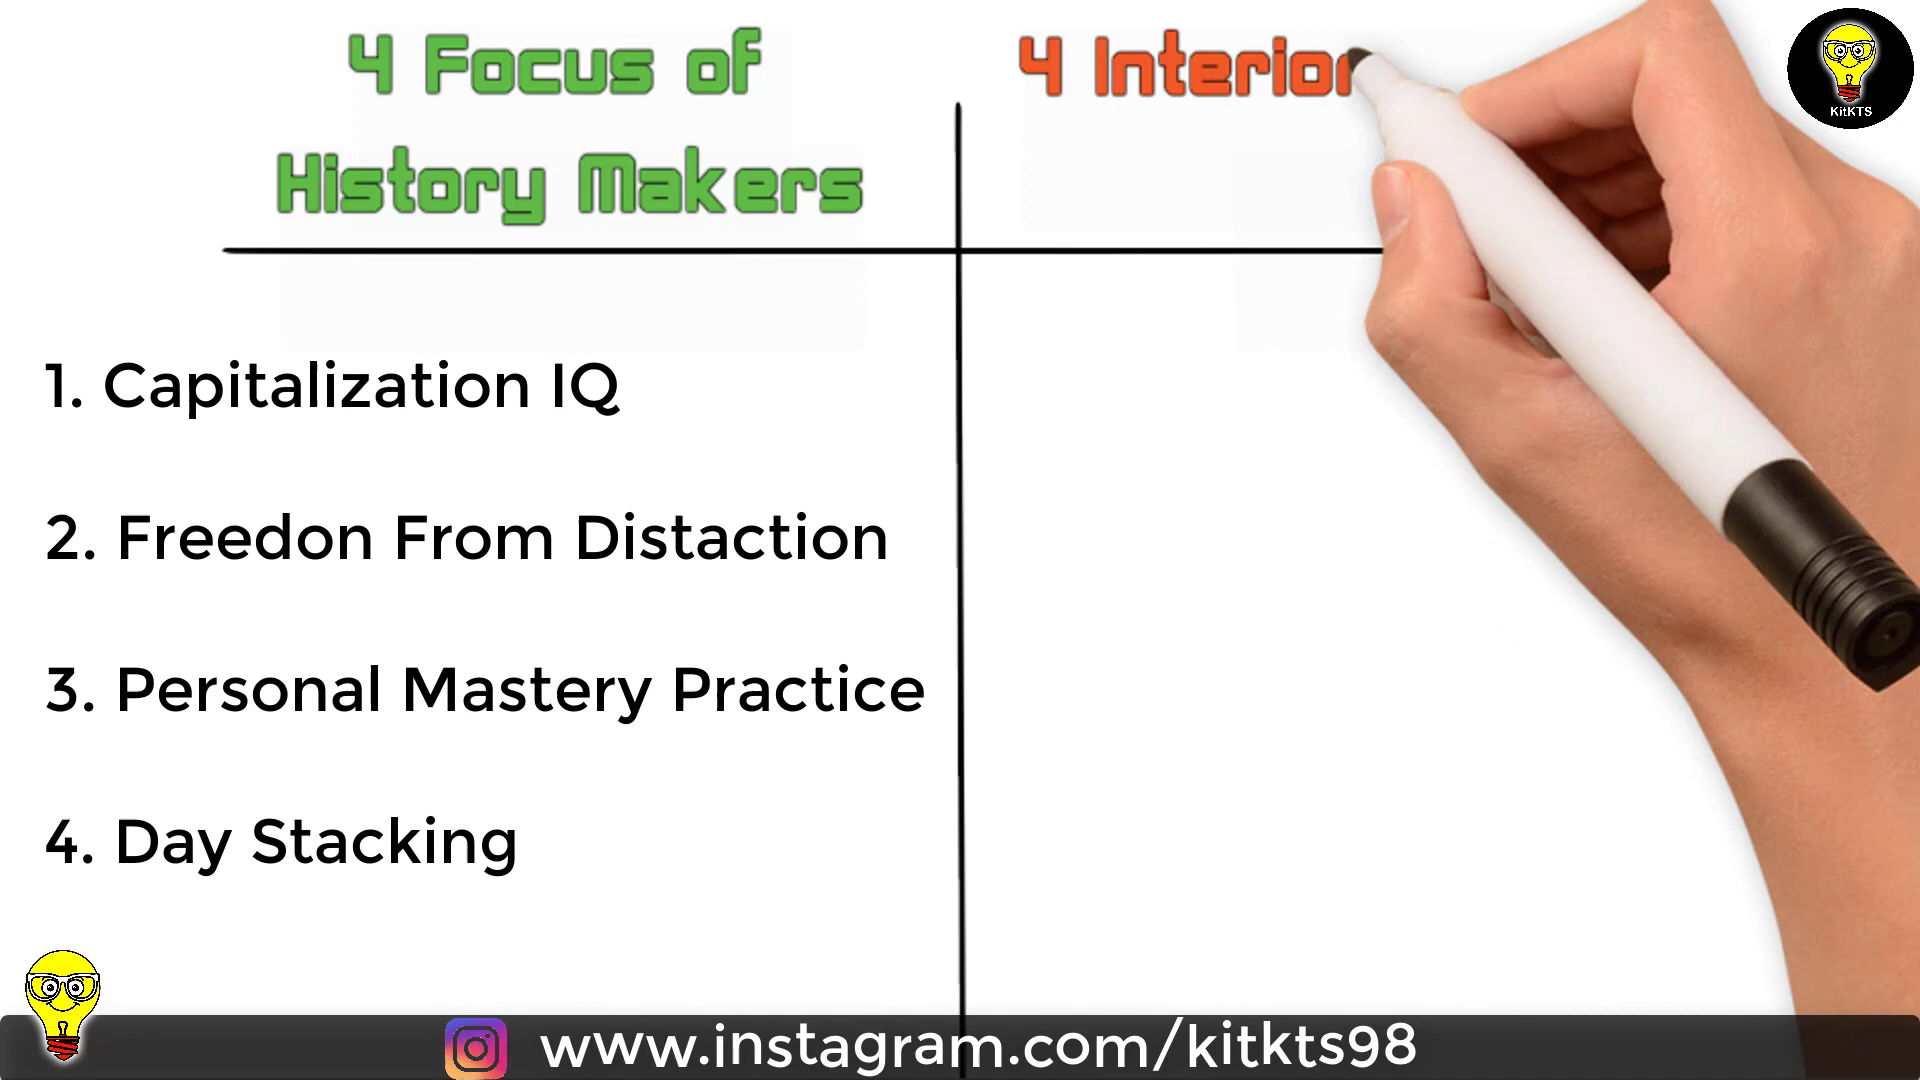 4 Focus of
History Makers
4 Interior
KitKTS
1. Capitalization IQ
2. Freedon From Distaction
3. Personal Mastery Practice
4. Day Stacking
www.instagram.com/kitkts98